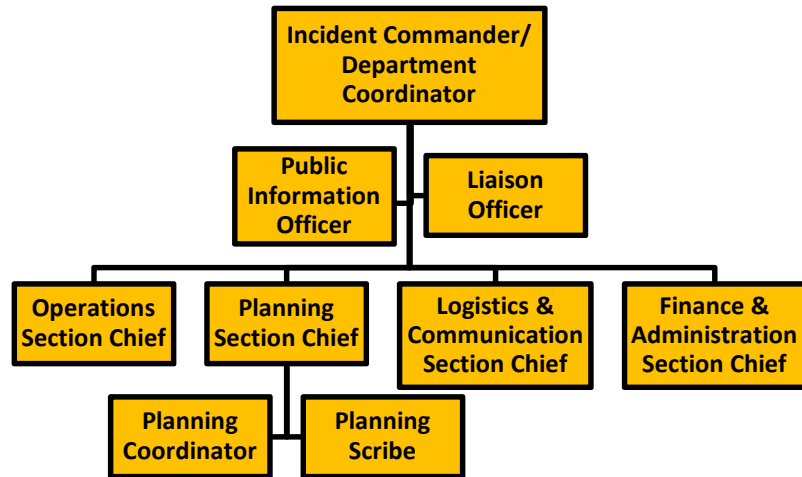 Incident Commander/
Department
Coordinator
Public
Information
Officer
Liaison
Officer
Operations
Section Chief
Planning
Section Chief
Logistics &
Communication
Section Chief
Finance &
Administration
Section Chief
Planning
Coordinator
Planning
Scribe